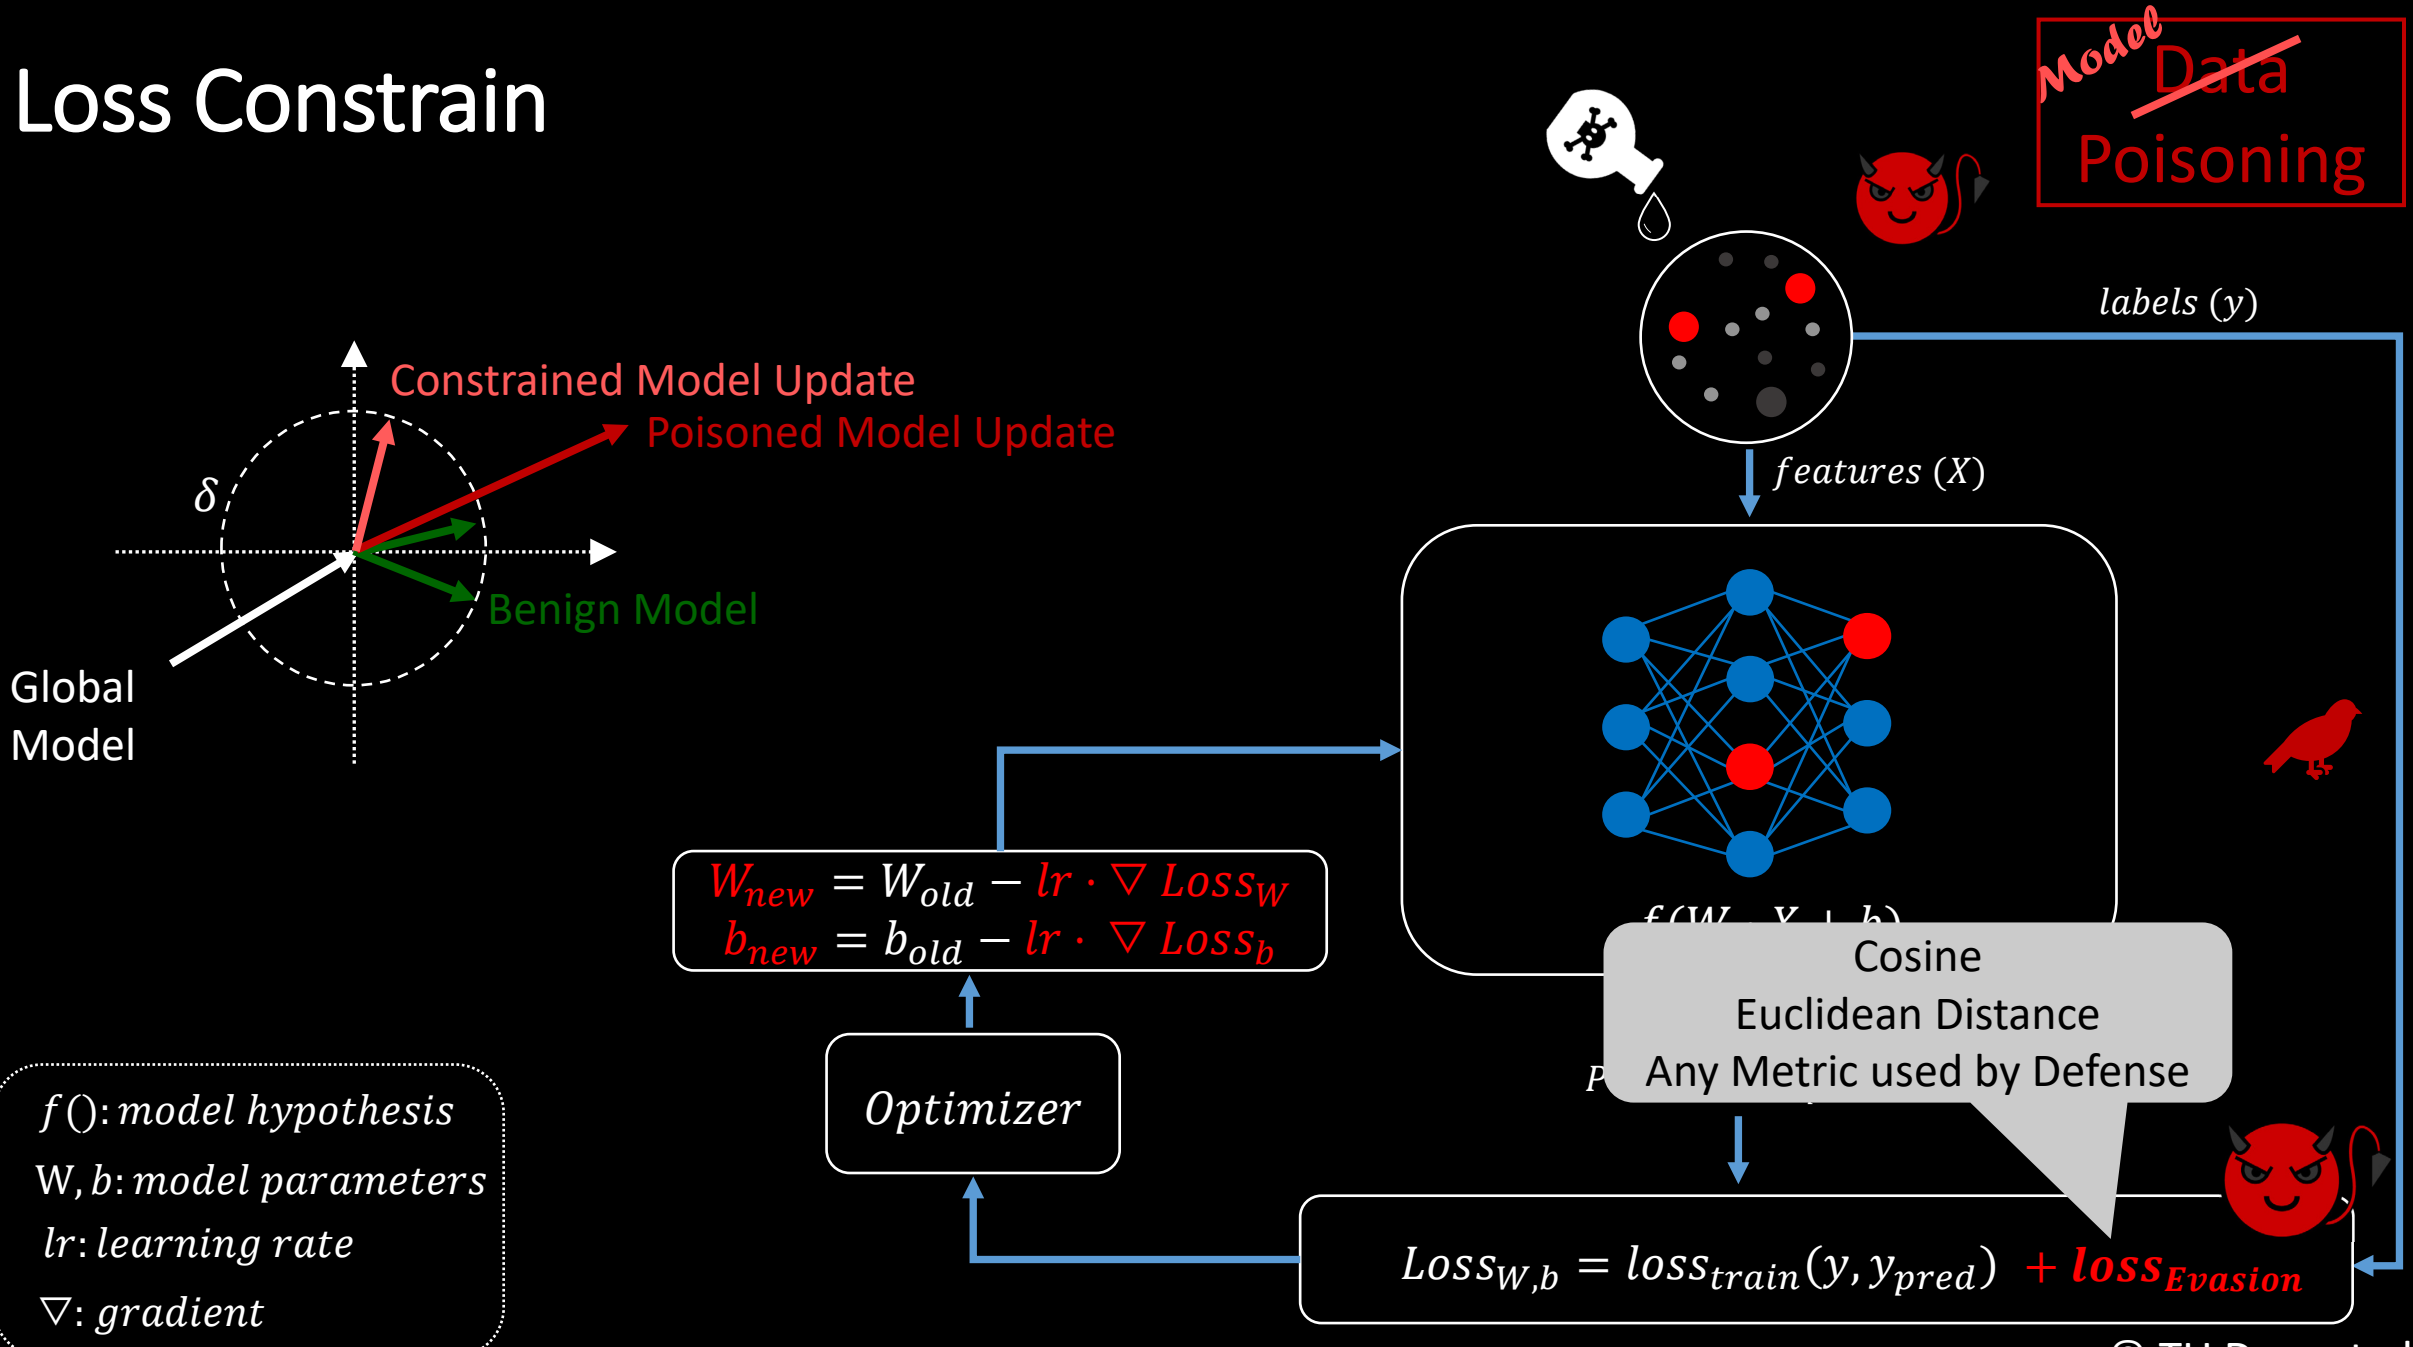 Loss Constrain
Model
Data
Poisoning
labels (y)
Constrained Model Update
Poisoned Model Update
δ
features (X)
Benign Model
Global
Model
W_new = W_old − lr · ▽ Loss_W
b_new = b_old − lr · ▽ Loss_b
Cosine
Euclidean Distance
Any Metric used by Defense
P
Optimizer
f(): model hypothesis
W, b: model parameters
lr: learning rate
▽: gradient
Loss_W,b = loss_train(y, y_pred) + loss_Evasion